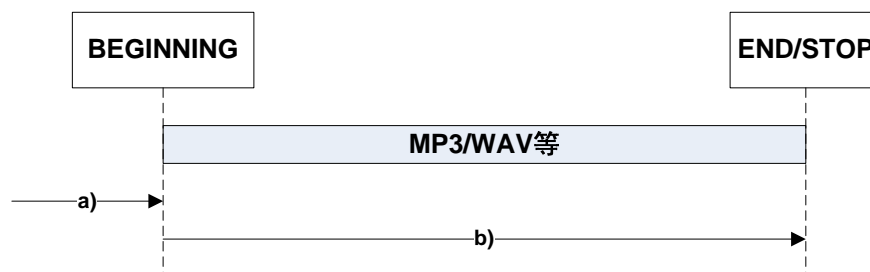 BEGINNING
END/STOP
MP3/WAV等
a)
b)